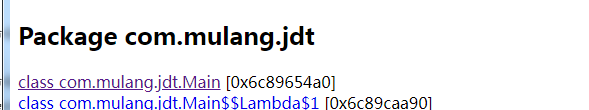 Package com.mulang.jdt
class com.mulang.jdt.Main [0x6c89654a0]
class com.mulang.jdt.Main$$Lambda$1 [0x6c89caa90]